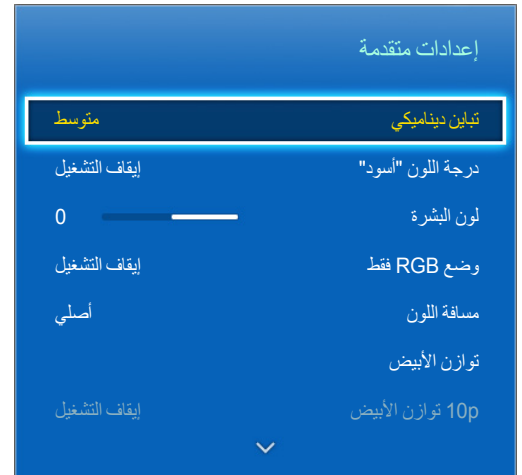 إعدادات متقدمة
تباين ديناميكي متوسط
درجة اللون "أسود" إيقاف التشغيل
لون البشرة 0
وضع RGB فقط إيقاف التشغيل
مسافة اللون أصلي
توازن الأبيض
10p توازن الأبيض إيقاف التشغيل